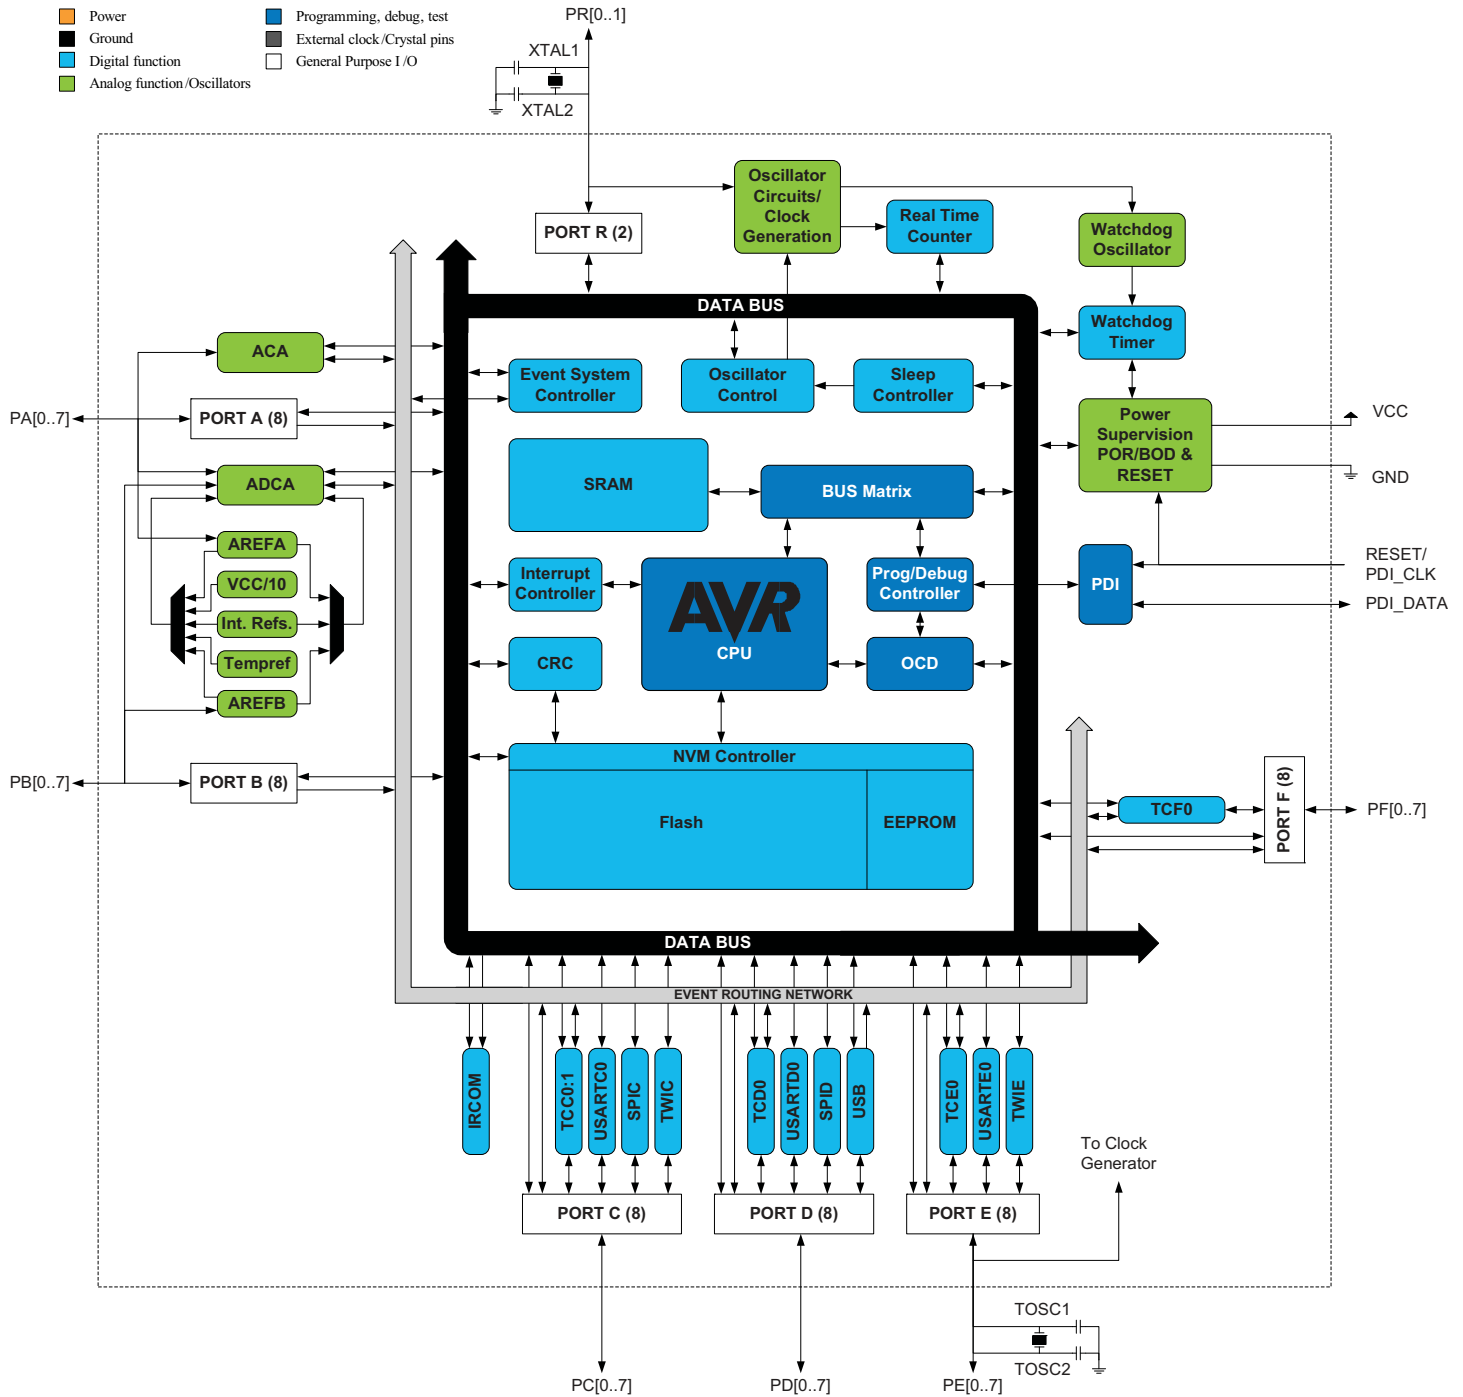 Power
Ground
Digital function
Analog function/Oscillators
Programming, debug, test
External clock/Crystal pins
General Purpose I/O
PR[0..1]
XTAL1
XTAL2
PORT R (2)
Oscillator
Circuits/
Clock
Generation
Real Time
Counter
Watchdog
Oscillator
DATA BUS
Watchdog
Timer
ACA
Event System
Controller
Oscillator
Control
Sleep
Controller
PA[0..7]
PORT A (8)
Power
Supervision
POR/BOD &
RESET
VCC
GND
ADCA
SRAM
BUS Matrix
AREFA
VCC/10
Int. Refs.
Tempref
AREFB
Interrupt
Controller
AVR
CPU
Prog/Debug
Controller
PDI
RESET/
PDI_CLK
PDI_DATA
CRC
OCD
PB[0..7]
PORT B (8)
NVM Controller
Flash
EEPROM
TCF0
PORT F (8)
PF[0..7]
DATA BUS
EVENT ROUTING NETWORK
IRCOM
TCC0:1
USARTC0
SPIC
TWIC
TCD0
USARTD0
SPID
USB
TCE0
USARTE0
TWIE
To Clock
Generator
PORT C (8)
PORT D (8)
PORT E (8)
TOSC1
TOSC2
PC[0..7]
PD[0..7]
PE[0..7]